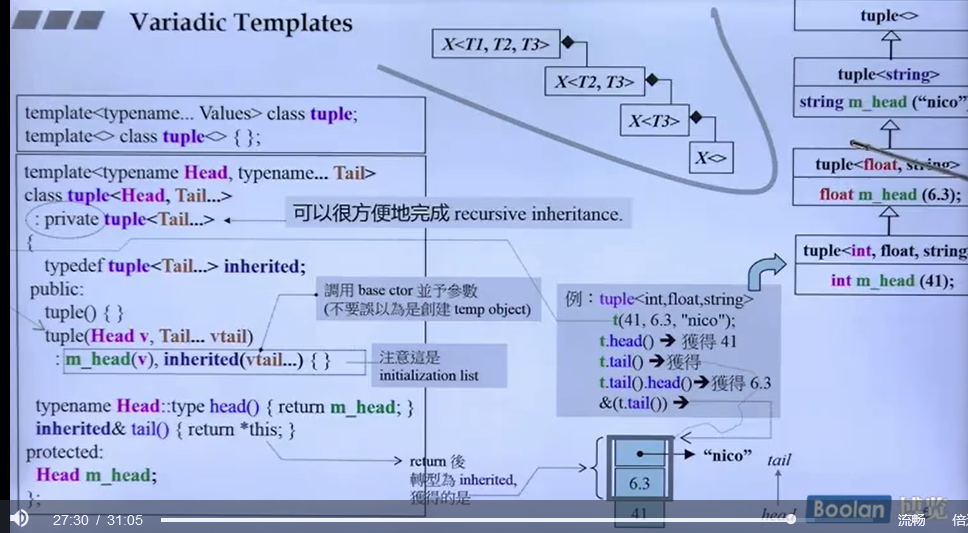 Variadic Templates
template<typename... Values> class tuple;
template<> class tuple<> { };
template<typename Head, typename... Tail>
class tuple<Head, Tail...>
: private tuple<Tail...>
{
typedef tuple<Tail...> inherited;
public:
tuple() { }
tuple(Head v, Tail... vtail)
: m_head(v), inherited(vtail...) { }
typename Head::type head() { return m_head; }
inherited& tail() { return *this; }
protected:
Head m_head;
};
可以很方便地完成 recursive inheritance.
調用 base ctor 並予參數
(不要誤以為是創建 temp object)
注意這是
initialization list
return 後
轉型為 inherited,
獲得的是
X<T1, T2, T3>
X<T2, T3>
X<T3>
X<>
例：tuple<int,float,string>
t(41, 6.3, "nico");
t.head() ➔ 獲得 41
t.tail() ➔獲得
t.tail().head()➔獲得 6.3
&(t.tail()) ➔
"nico"
6.3
41
tail
head
tuple<>
tuple<string>
string m_head ("nico"
tuple<float, string>
float m_head (6.3);
tuple<int, float, string
int m_head (41);
27:30 / 31:05
Boolan 博览
流畅
倍